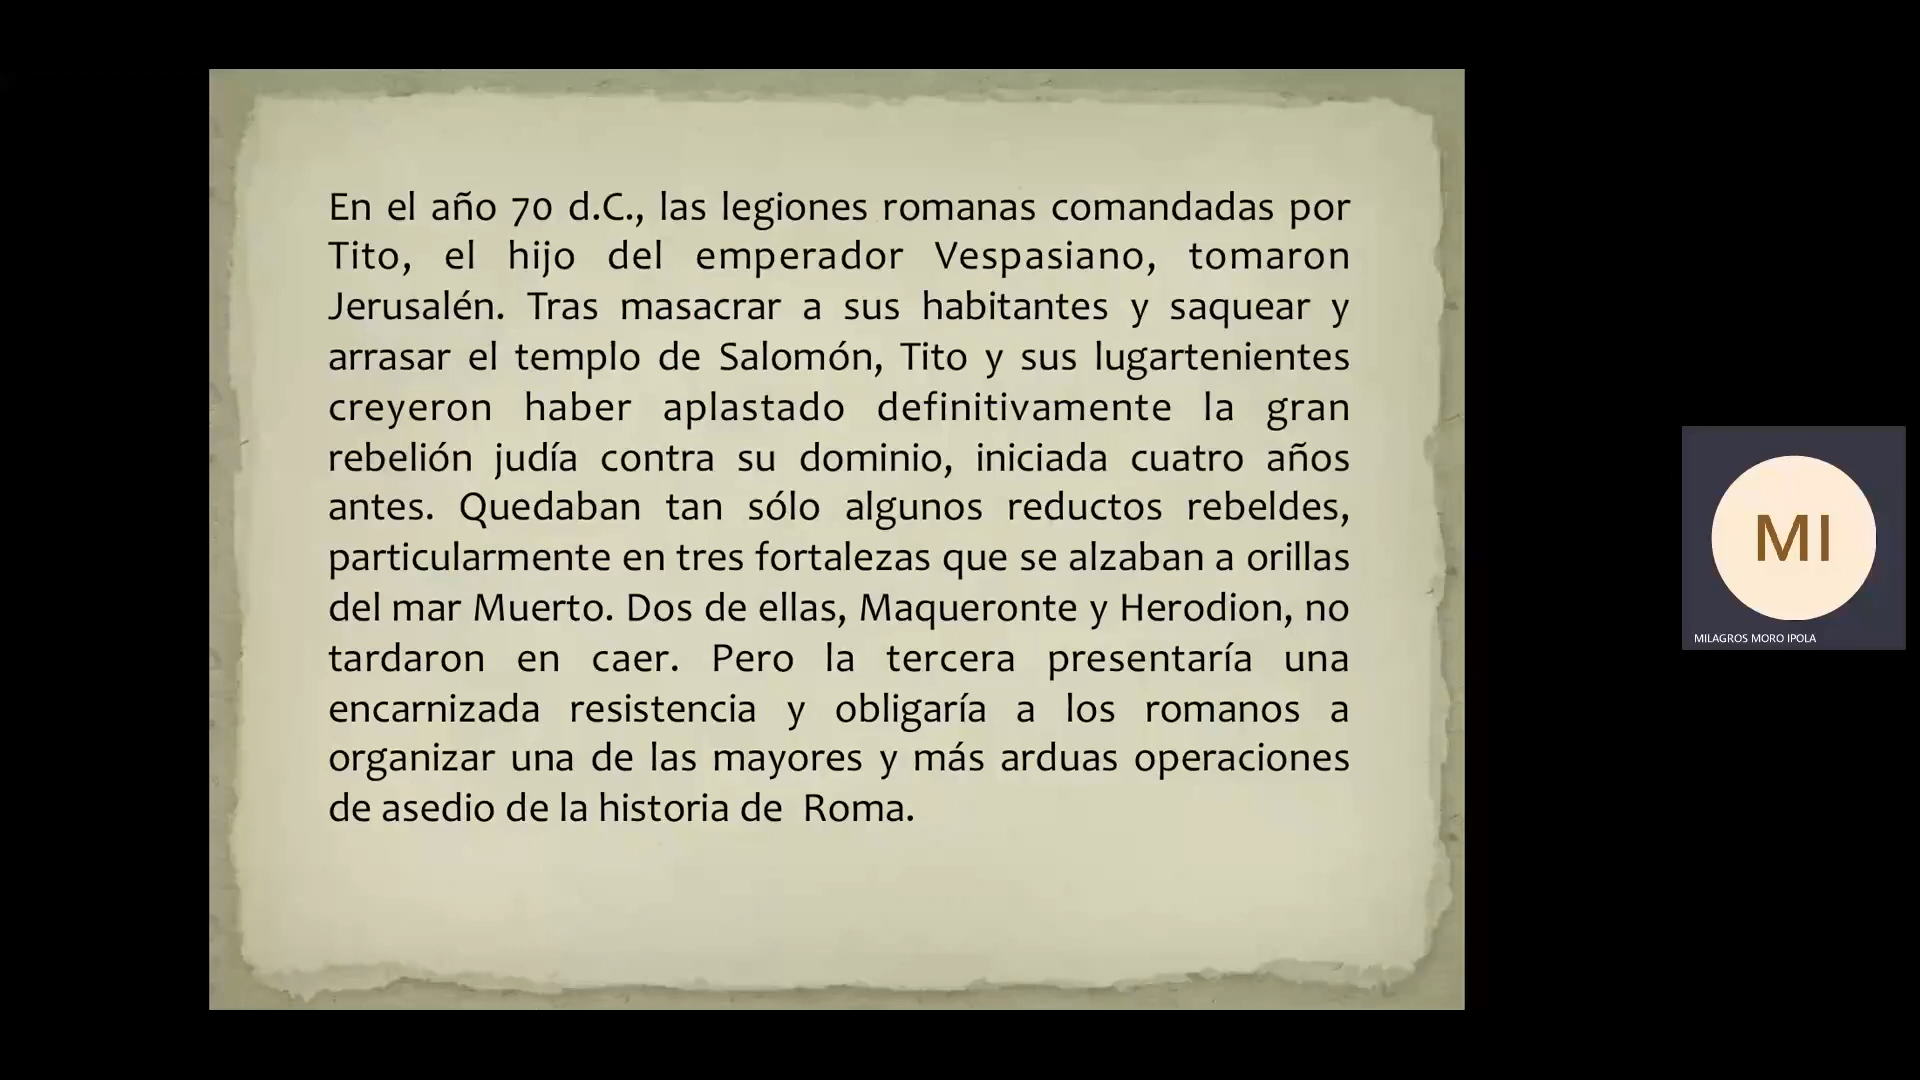 En el año 70 d.C., las legiones romanas comandadas por
Tito, el hijo del emperador Vespasiano, tomaron
Jerusalén. Tras masacrar a sus habitantes y saquear y
arrasar el templo de Salomón, Tito y sus lugartenientes
creyeron haber aplastado definitivamente la gran
rebelión judía contra su dominio, iniciada cuatro años
antes. Quedaban tan sólo algunos reductos rebeldes,
particularmente en tres fortalezas que se alzaban a orillas
del mar Muerto. Dos de ellas, Maqueronte y Herodion, no
tardaron en caer. Pero la tercera presentaría una
encarnizada resistencia y obligaría a los romanos a
organizar una de las mayores y más arduas operaciones
de asedio de la historia de  Roma.
MI
MILAGROS MORO IPOLA